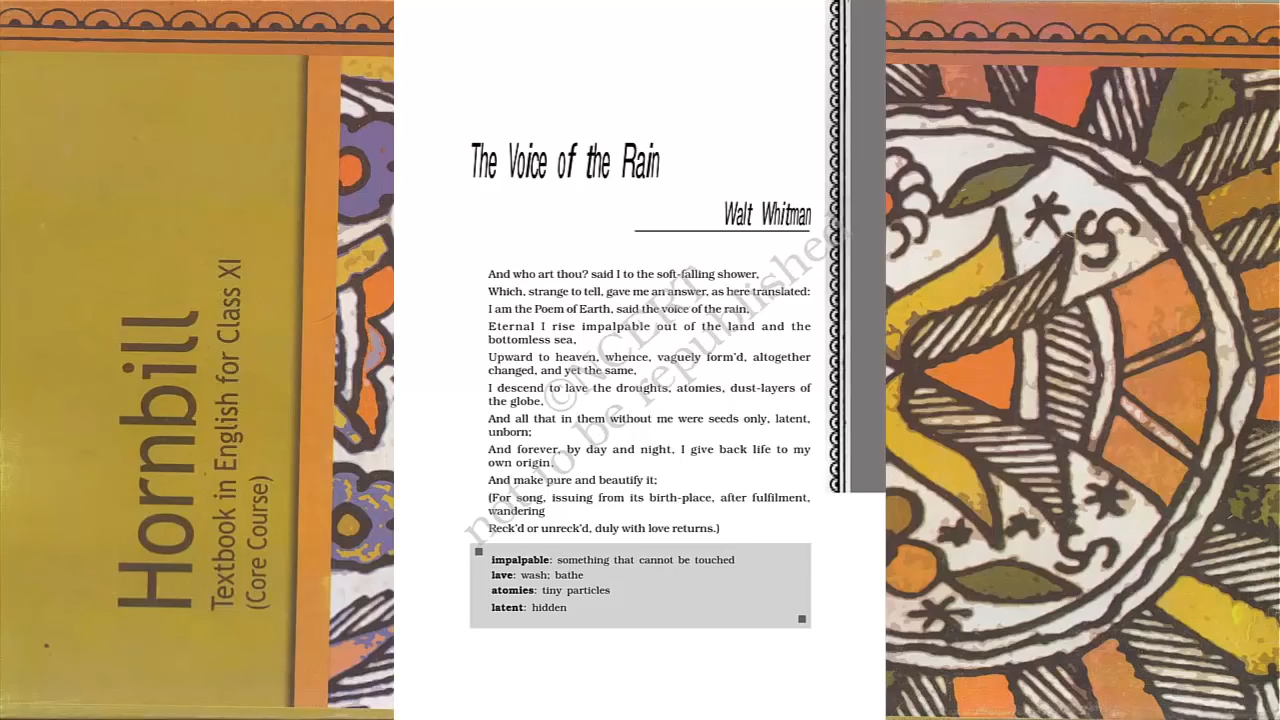 Hornbill
Textbook in English for Class XI
(Core Course)
The Voice of the Rain
Walt Whitman
And who art thou? said I to the soft-falling shower,
Which, strange to tell, gave me an answer, as here translated:
I am the Poem of Earth, said the voice of the rain,
Eternal I rise impalpable out of the land and the
bottomless sea,
Upward to heaven, whence, vaguely form'd, altogether
changed, and yet the same,
I descend to lave the droughts, atomies, dust-layers of
the globe,
And all that in them without me were seeds only, latent,
unborn;
And forever, by day and night, I give back life to my
own origin,
And make pure and beautify it;
(For song, issuing from its birth-place, after fulfilment,
wandering
Reck'd or unreck'd, duly with love returns.)
impalpable: something that cannot be touched
lave: wash; bathe
atomies: tiny particles
latent: hidden
©NCERT
not to be republished